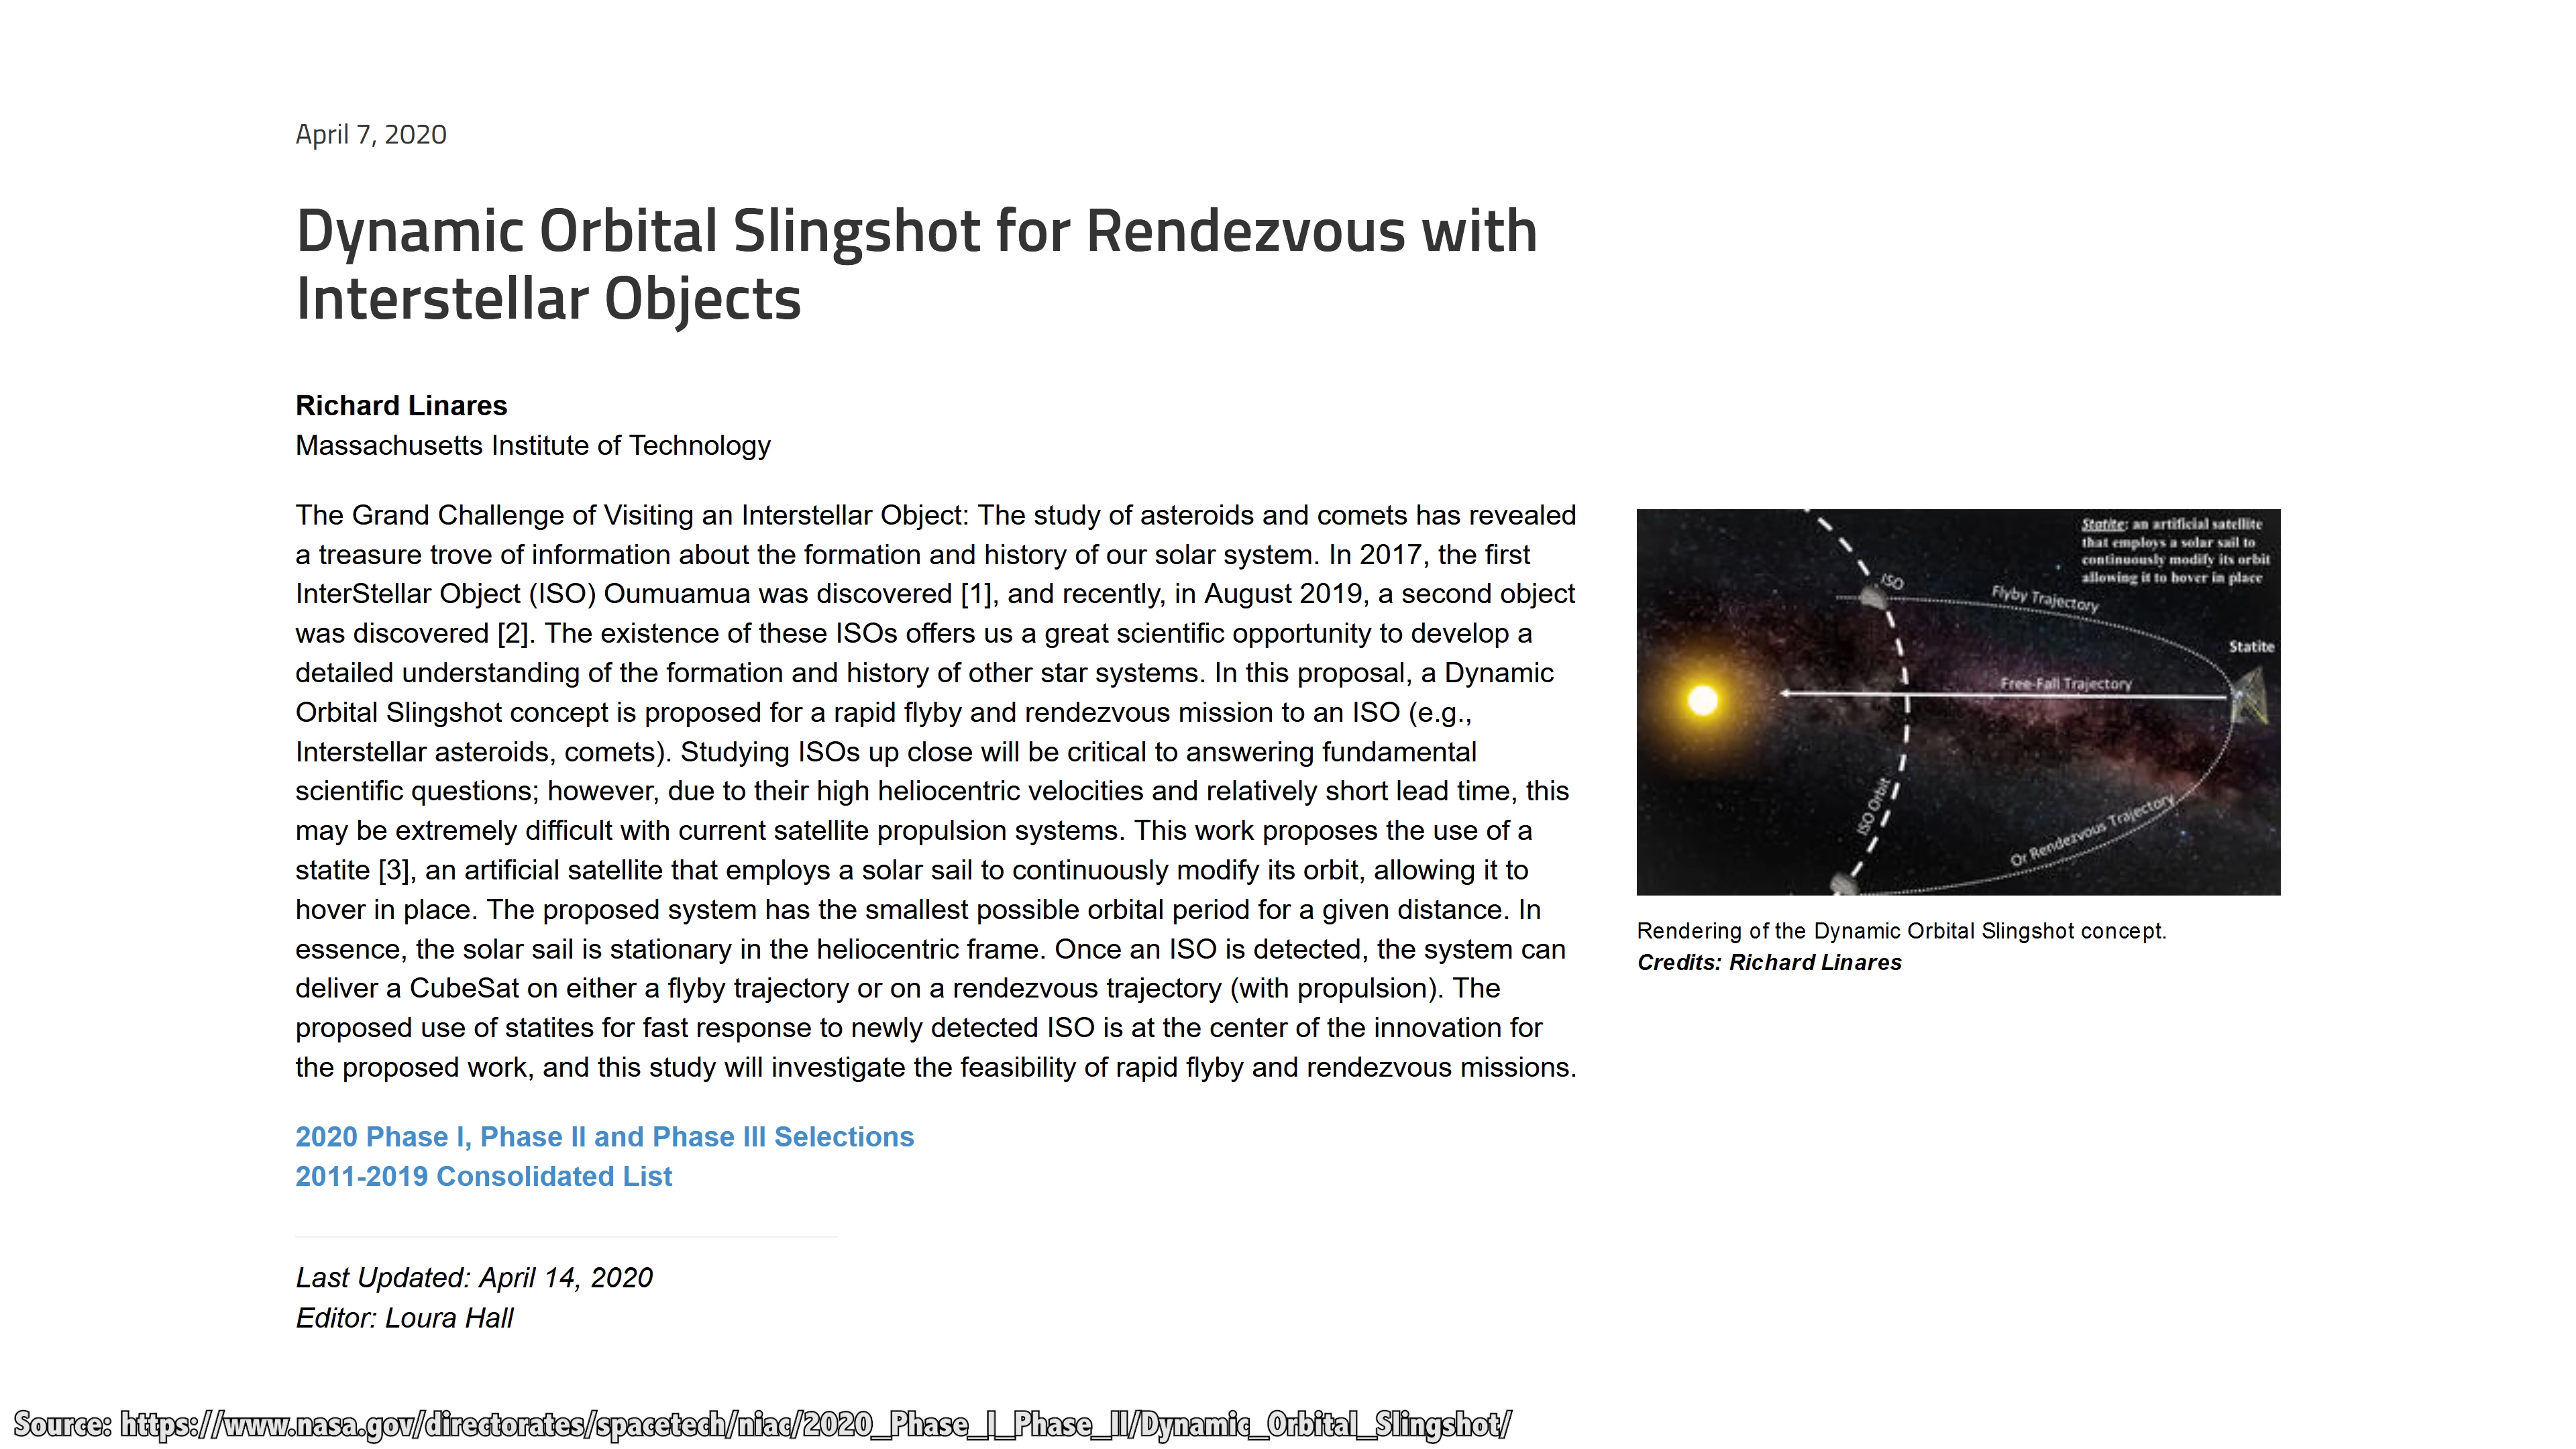 April 7, 2020
Dynamic Orbital Slingshot for Rendezvous with
Interstellar Objects
Richard Linares
Massachusetts Institute of Technology
The Grand Challenge of Visiting an Interstellar Object: The study of asteroids and comets has revealed
a treasure trove of information about the formation and history of our solar system. In 2017, the first
InterStellar Object (ISO) Oumuamua was discovered [1], and recently, in August 2019, a second object
was discovered [2]. The existence of these ISOs offers us a great scientific opportunity to develop a
detailed understanding of the formation and history of other star systems. In this proposal, a Dynamic
Orbital Slingshot concept is proposed for a rapid flyby and rendezvous mission to an ISO (e.g.,
Interstellar asteroids, comets). Studying ISOs up close will be critical to answering fundamental
scientific questions; however, due to their high heliocentric velocities and relatively short lead time, this
may be extremely difficult with current satellite propulsion systems. This work proposes the use of a
statite [3], an artificial satellite that employs a solar sail to continuously modify its orbit, allowing it to
hover in place. The proposed system has the smallest possible orbital period for a given distance. In
essence, the solar sail is stationary in the heliocentric frame. Once an ISO is detected, the system can
deliver a CubeSat on either a flyby trajectory or on a rendezvous trajectory (with propulsion). The
proposed use of statites for fast response to newly detected ISO is at the center of the innovation for
the proposed work, and this study will investigate the feasibility of rapid flyby and rendezvous missions.
2020 Phase I, Phase II and Phase III Selections
2011-2019 Consolidated List
Last Updated: April 14, 2020
Editor: Loura Hall
Statite: an artificial satellite
that employs a solar sail to
continuously modify its orbit
allowing it to hover in place
ISO
Flyby Trajectory
Statite
Free-Fall Trajectory
ISO Orbit
Or Rendezvous Trajectory
Rendering of the Dynamic Orbital Slingshot concept.
Credits: Richard Linares
Source: https://www.nasa.gov/directorates/spacetech/niac/2020_Phase_I_Phase_II/Dynamic_Orbital_Slingshot/